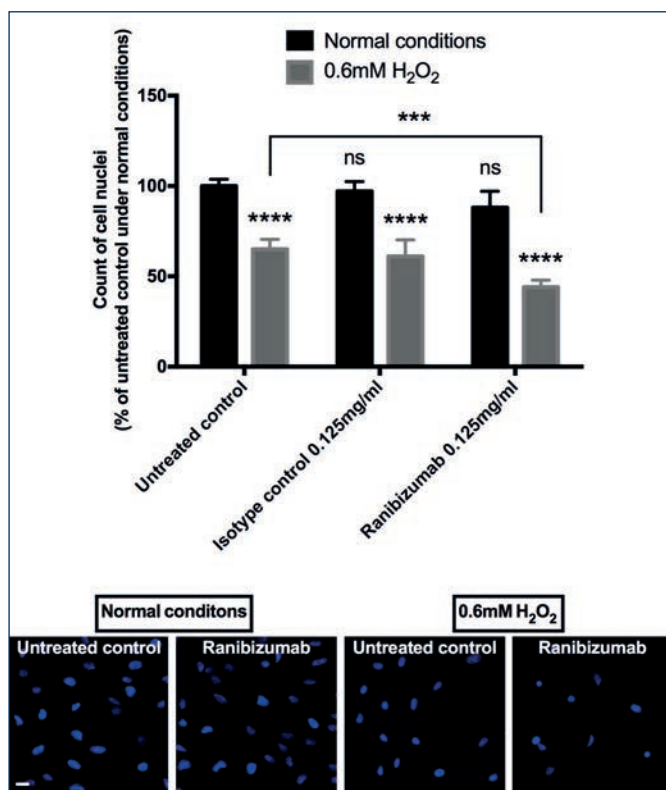 Normal conditions
0.6mM H₂O₂
Count of cell nuclei
(% of untreated control under normal conditions)
150
100
50
0
***
ns
ns
****
****
****
Untreated control
Isotype control 0.125mg/ml
Ranibizumab 0.125mg/ml
Normal conditons
0.6mM H₂O₂
Untreated control
Ranibizumab
Untreated control
Ranibizumab